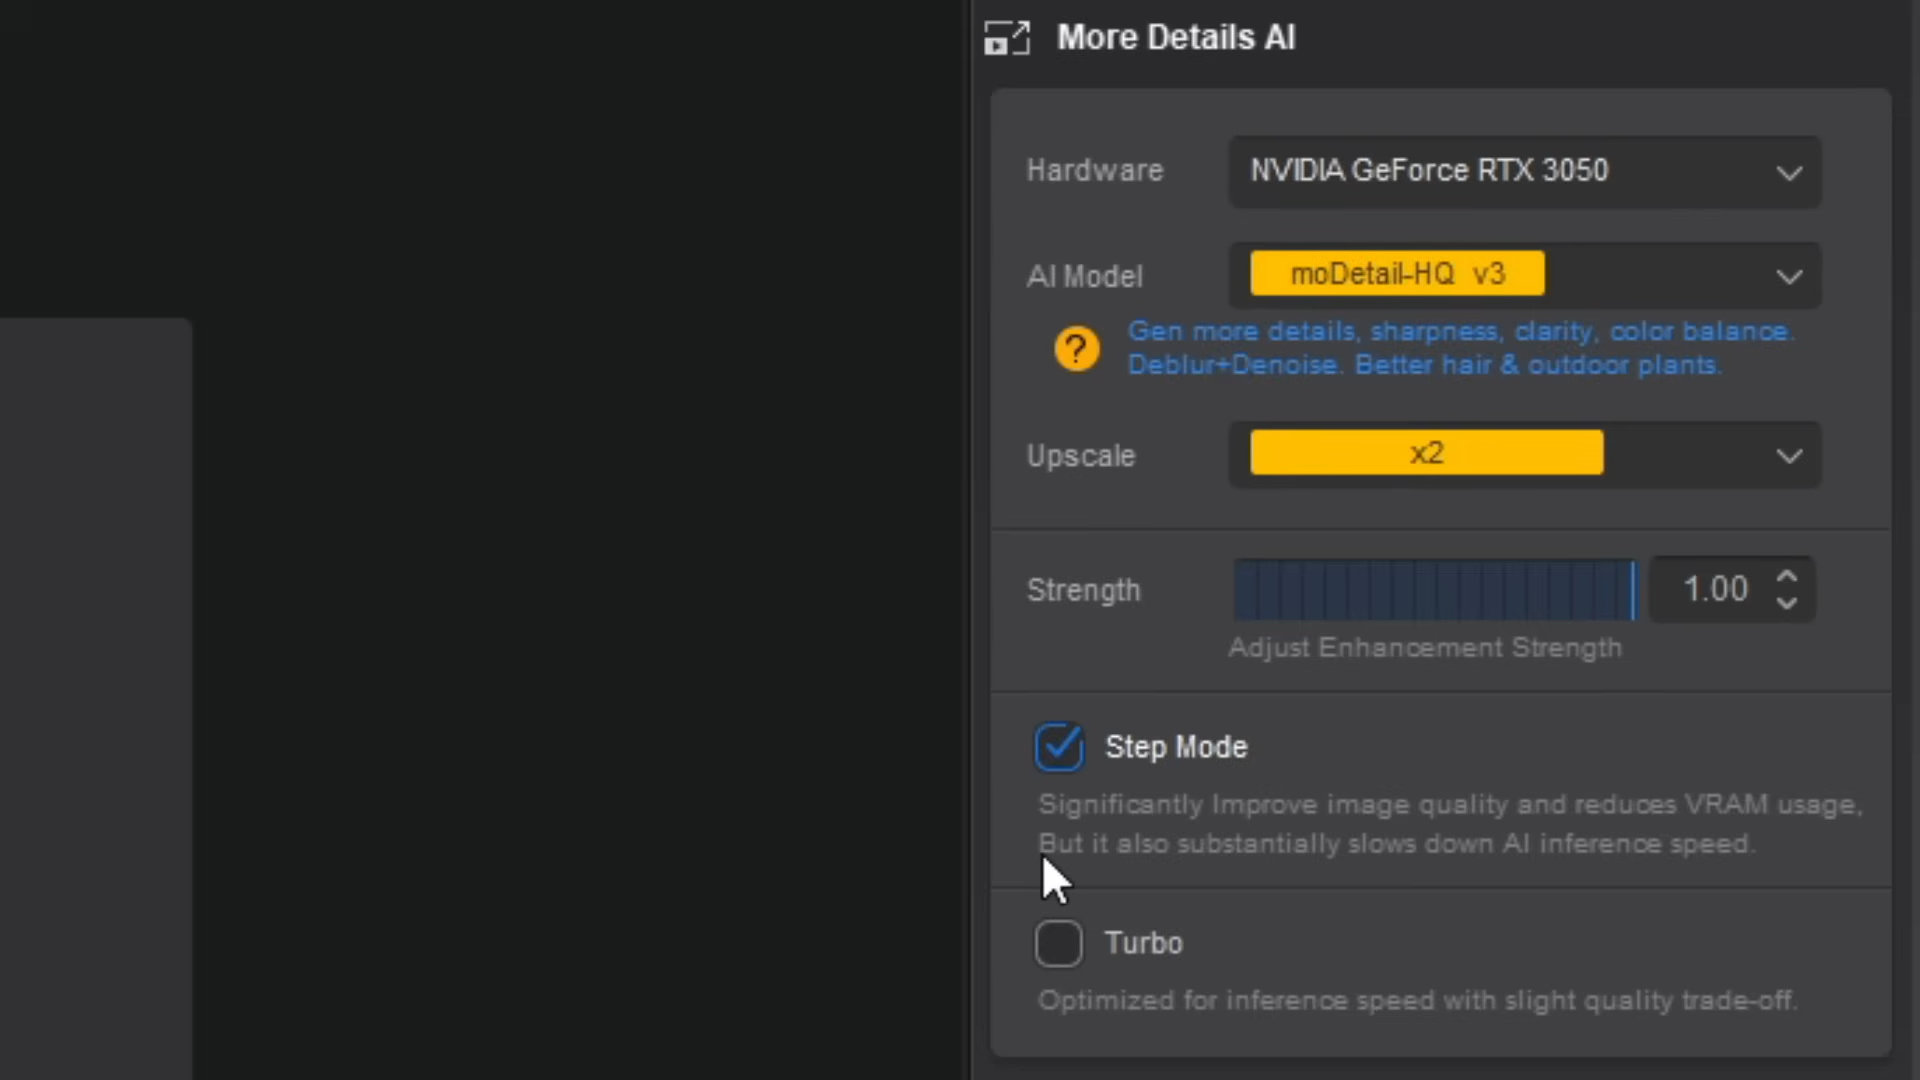 More Details AI
Hardware
NVIDIA GeForce RTX 3050
AI Model
moDetail-HQ v3
?
Gen more details, sharpness, clarity, color balance.
Deblur+Denoise. Better hair & outdoor plants.
Upscale
x2
Strength
1.00
Adjust Enhancement Strength
Step Mode
Significantly Improve image quality and reduces VRAM usage,
But it also substantially slows down AI inference speed.
Turbo
Optimized for inference speed with slight quality trade-off.